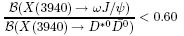 \frac{\mathcal{B}(X(3940) \to \omega J/\psi)}{\mathcal{B}(X(3940) \to D^{*0} \bar{D}^0)} < 0.60